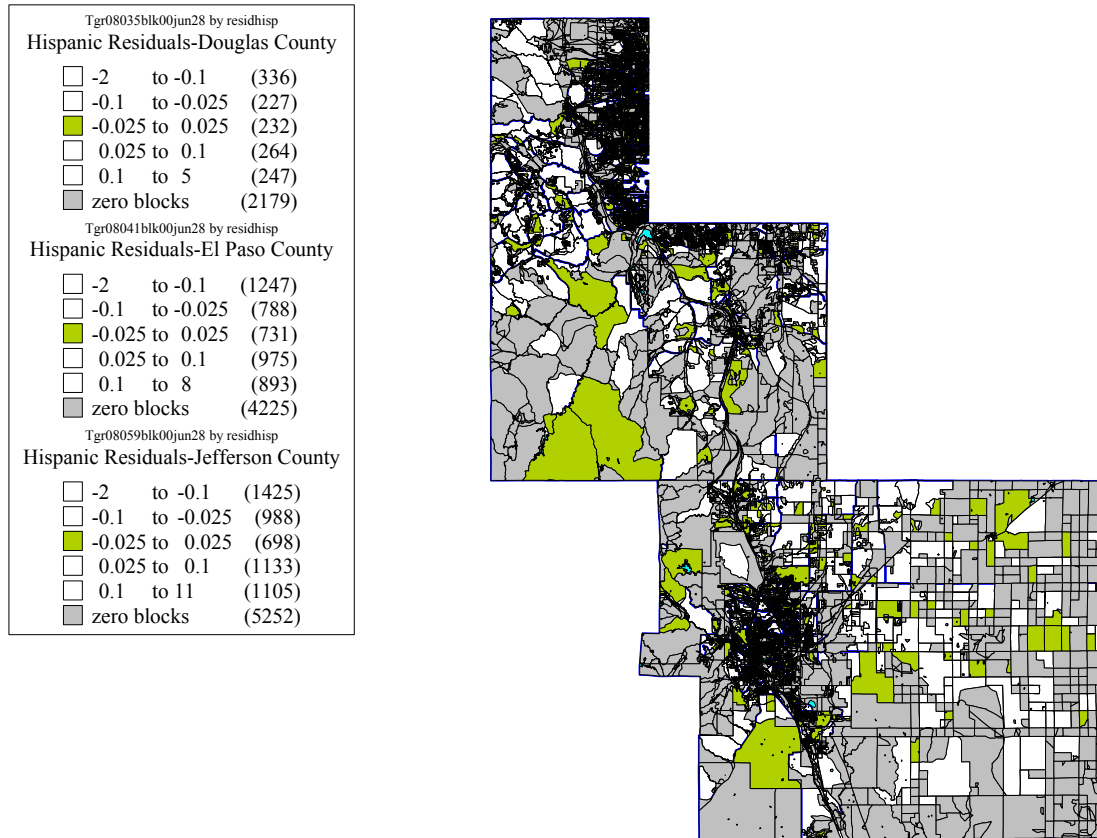 Tgr08035blk00jun28 by residhisp
Hispanic Residuals-Douglas County
-2 to -0.1 (336)
-0.1 to -0.025 (227)
-0.025 to 0.025 (232)
0.025 to 0.1 (264)
0.1 to 5 (247)
zero blocks (2179)
Tgr08041blk00jun28 by residhisp
Hispanic Residuals-El Paso County
-2 to -0.1 (1247)
-0.1 to -0.025 (788)
-0.025 to 0.025 (731)
0.025 to 0.1 (975)
0.1 to 8 (893)
zero blocks (4225)
Tgr08059blk00jun28 by residhisp
Hispanic Residuals-Jefferson County
-2 to -0.1 (1425)
-0.1 to -0.025 (988)
-0.025 to 0.025 (698)
0.025 to 0.1 (1133)
0.1 to 11 (1105)
zero blocks (5252)